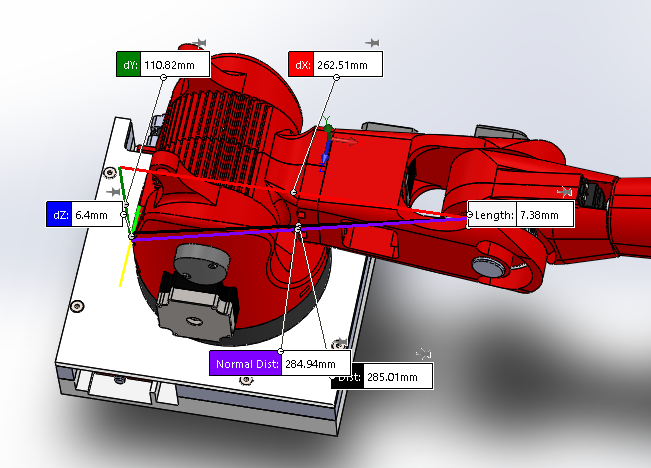 dY: 110.82mm
dX: 262.51mm
dZ: 6.4mm
Length: 7.38mm
Normal Dist: 284.94mm
Dist: 285.01mm
Y